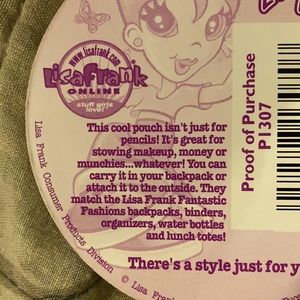 www.lisafrank.com
LisaFrank
ONLINE
stuff girls
love!
This cool pouch isn't just for
pencils! It's great for
stowing makeup, money or
munchies...whatever! You can
carry it in your backpack or
attach it to the outside. They
match the Lisa Frank Fantastic
Fashions backpacks, binders,
organizers, water bottles
and lunch totes!
There's a style just for
Lisa Frank Consumer Products Division
© Lisa Frank
Proof of Purchase
P1307